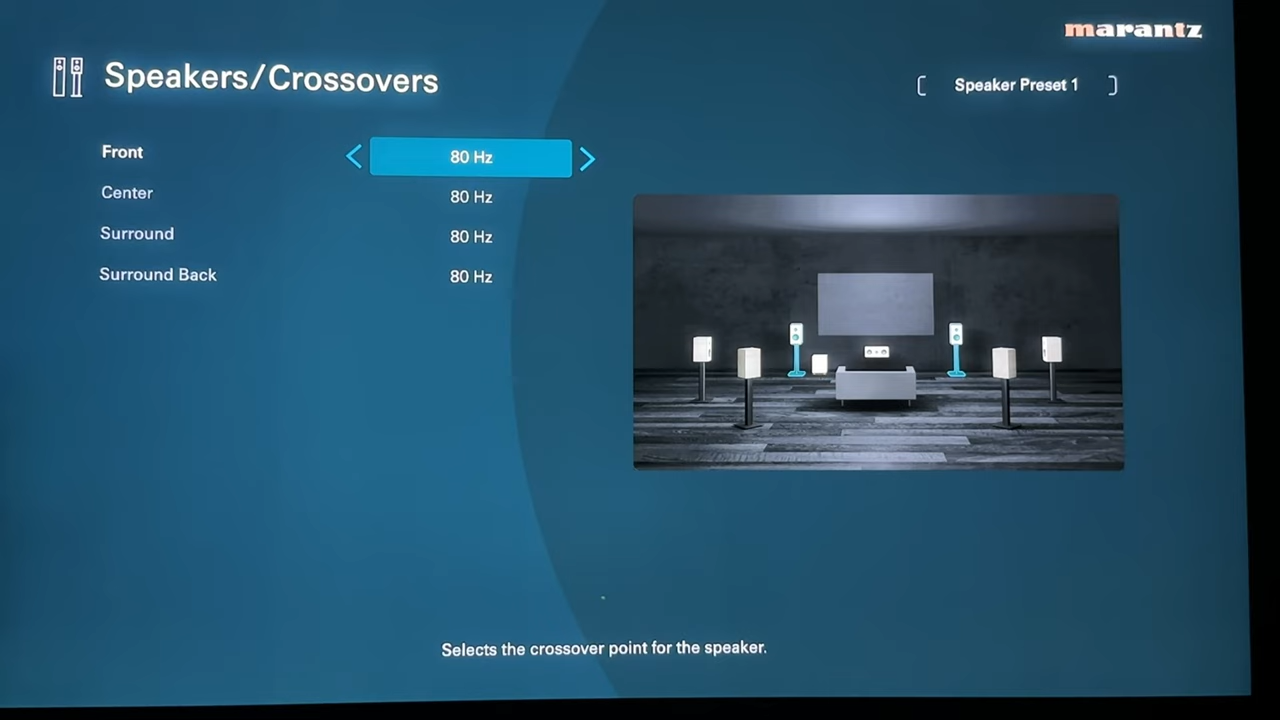 marantz
Speakers/Crossovers
[ Speaker Preset 1 ]
Front < 80 Hz >
Center 80 Hz
Surround 80 Hz
Surround Back 80 Hz
Selects the crossover point for the speaker.